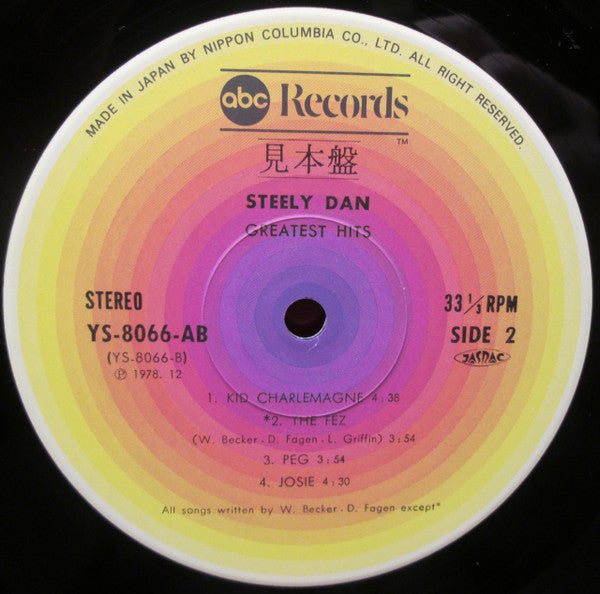 MADE IN JAPAN BY NIPPON COLUMBIA CO., LTD. ALL RIGHT RESERVED.
abc Records TM
見本盤
STEELY DAN
GREATEST HITS
STEREO
33 1/3 RPM
YS-8066-AB
SIDE 2
(YS-8066-B)
JASRAC
Ⓟ 1978. 12
1. KID CHARLEMAGNE 4:38
*2. THE FEZ
(W. Becker - D. Fagen - L. Griffin) 3:54
3. PEG 3:54
4. JOSIE 4:30
All songs written by W. Becker - D. Fagen except*